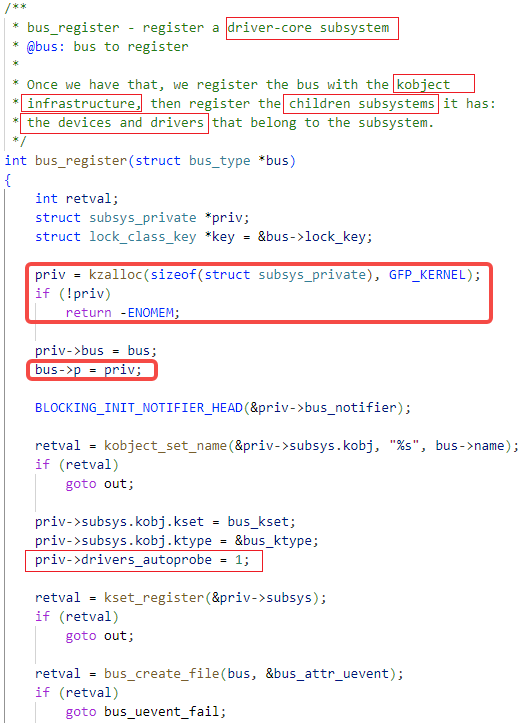 /**
 * bus_register - register a driver-core subsystem
 * @bus: bus to register
 *
 * Once we have that, we register the bus with the kobject
 * infrastructure, then register the children subsystems it has:
 * the devices and drivers that belong to the subsystem.
 */
int bus_register(struct bus_type *bus)
{
    int retval;
    struct subsys_private *priv;
    struct lock_class_key *key = &bus->lock_key;

    priv = kzalloc(sizeof(struct subsys_private), GFP_KERNEL);
    if (!priv)
        return -ENOMEM;

    priv->bus = bus;
    bus->p = priv;

    BLOCKING_INIT_NOTIFIER_HEAD(&priv->bus_notifier);

    retval = kobject_set_name(&priv->subsys.kobj, "%s", bus->name);
    if (retval)
        goto out;

    priv->subsys.kobj.kset = bus_kset;
    priv->subsys.kobj.ktype = &bus_ktype;
    priv->drivers_autoprobe = 1;

    retval = kset_register(&priv->subsys);
    if (retval)
        goto out;

    retval = bus_create_file(bus, &bus_attr_uevent);
    if (retval)
        goto bus_uevent_fail;